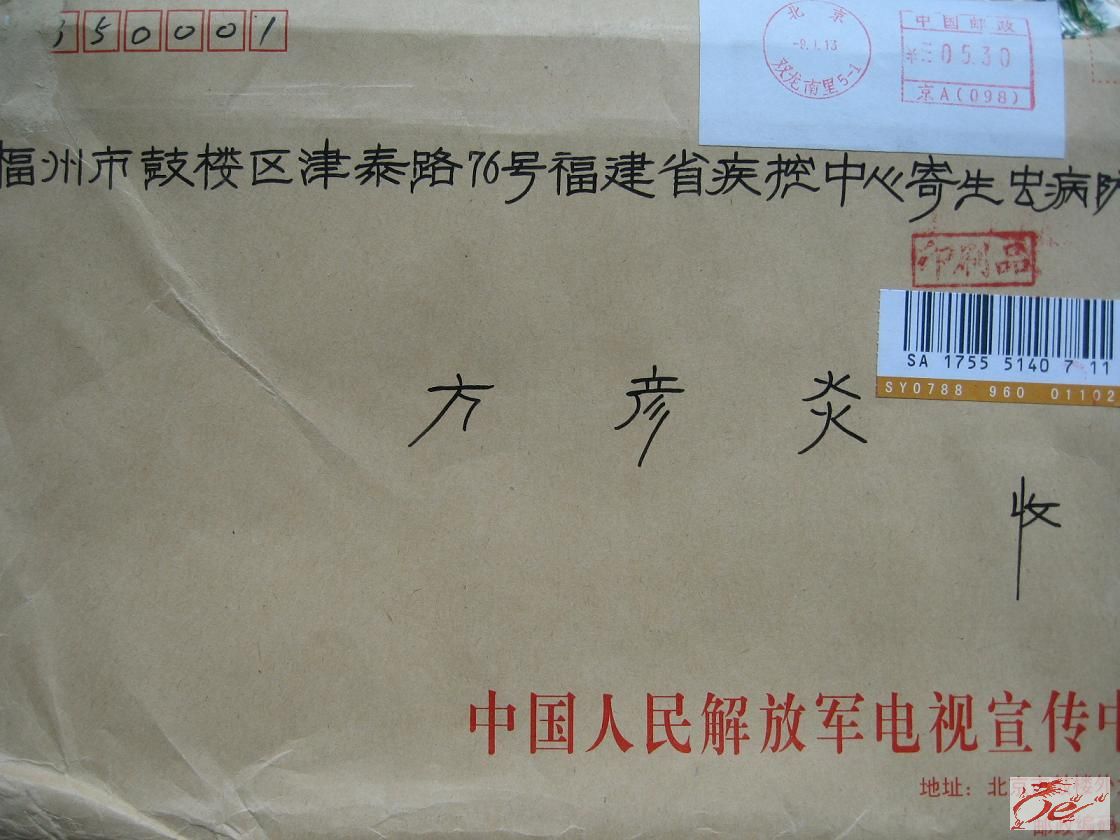 350001
北京
-9.1.13
双龙南里5-1
中国邮政
05.30
京A(098)
福州市鼓楼区津泰路76号福建省疾控中心寄生虫病防
印刷品
SA 1755 5140 7 11
SY0788 960 01102
方彦炎
收
中国人民解放军电视宣传中
地址：北